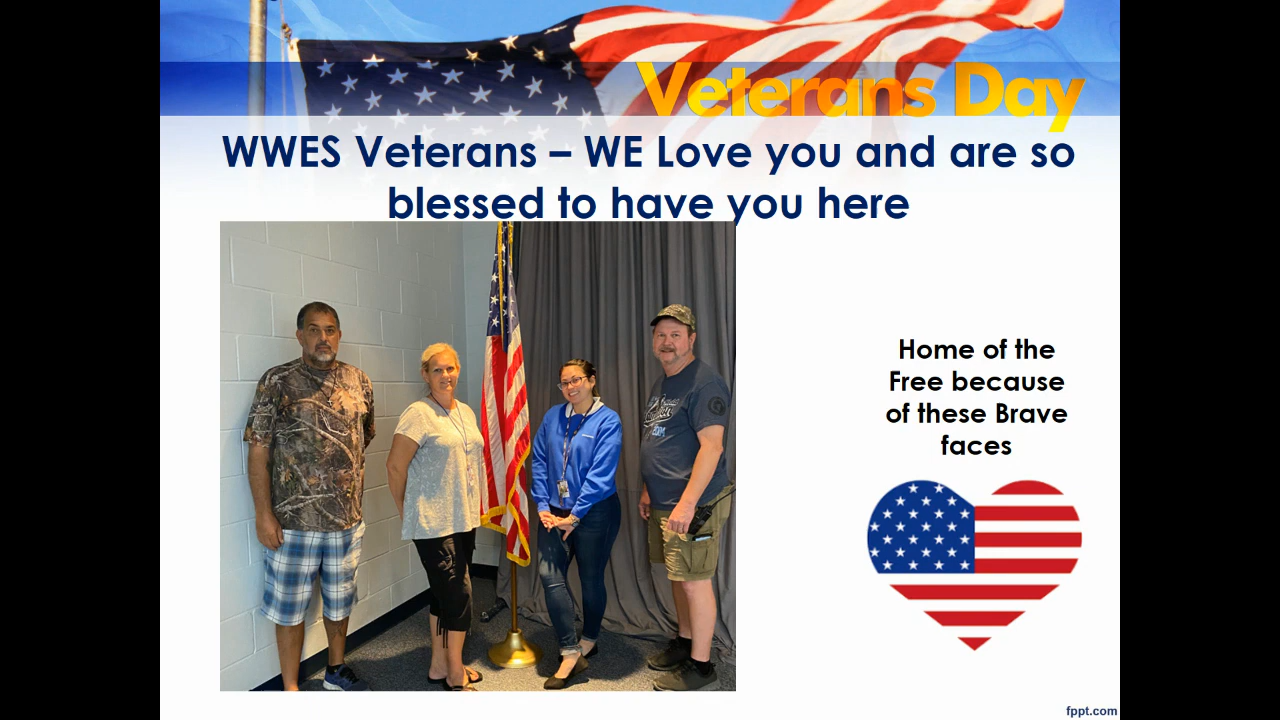 Veterans Day
WWES Veterans – WE Love you and are so
blessed to have you here
Home of the
Free because
of these Brave
faces
fppt.com